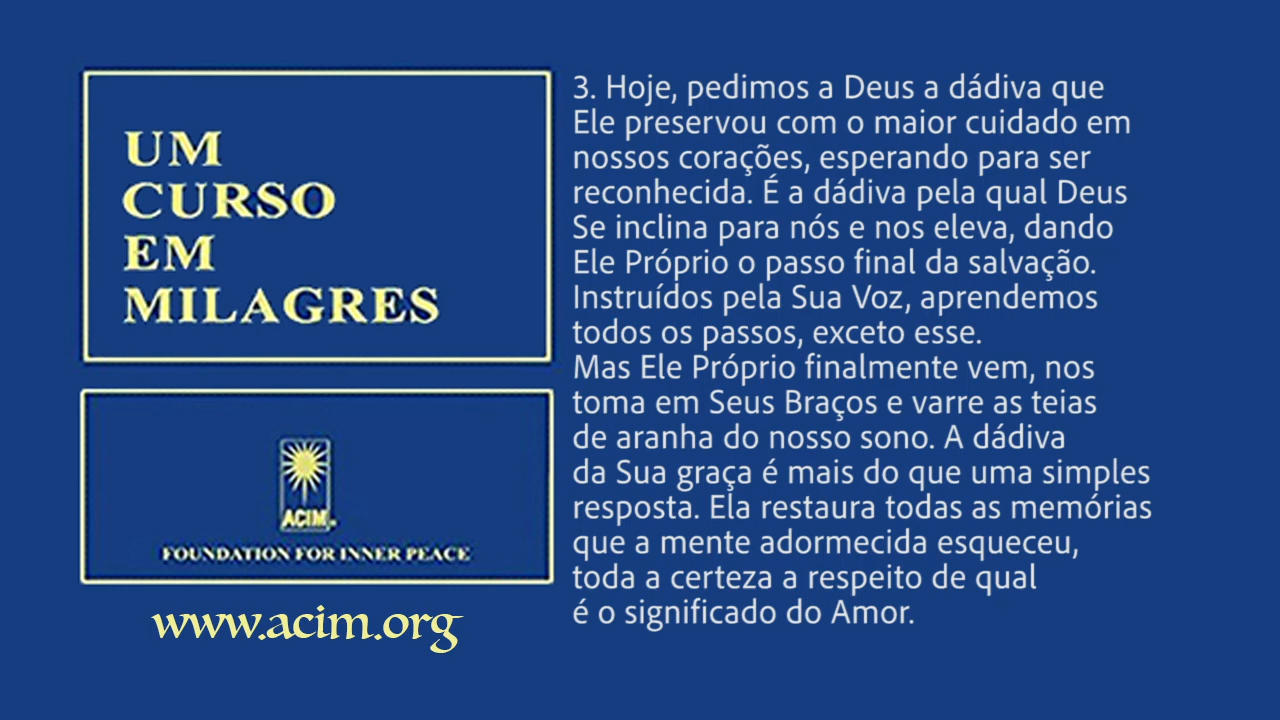 UM
CURSO
EM
MILAGRES
ACIM®
FOUNDATION FOR INNER PEACE
www.acim.org
3. Hoje, pedimos a Deus a dádiva que
Ele preservou com o maior cuidado em
nossos corações, esperando para ser
reconhecida. É a dádiva pela qual Deus
Se inclina para nós e nos eleva, dando
Ele Próprio o passo final da salvação.
Instruídos pela Sua Voz, aprendemos
todos os passos, exceto esse.
Mas Ele Próprio finalmente vem, nos
toma em Seus Braços e varre as teias
de aranha do nosso sono. A dádiva
da Sua graça é mais do que uma simples
resposta. Ela restaura todas as memórias
que a mente adormecida esqueceu,
toda a certeza a respeito de qual
é o significado do Amor.